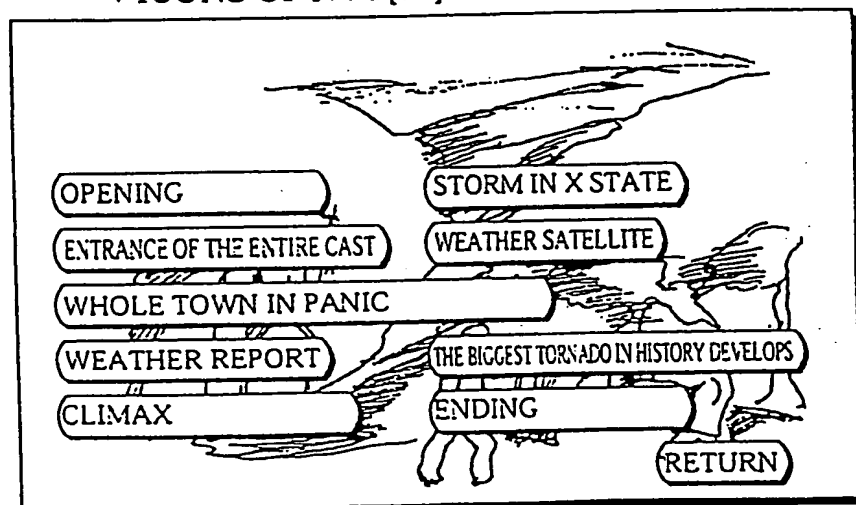 OPENING
STORM IN X STATE
ENTRANCE OF THE ENTIRE CAST
WEATHER SATELLITE
WHOLE TOWN IN PANIC
WEATHER REPORT
THE BIGGEST TORNADO IN HISTORY DEVELOPS
CLIMAX
ENDING
RETURN